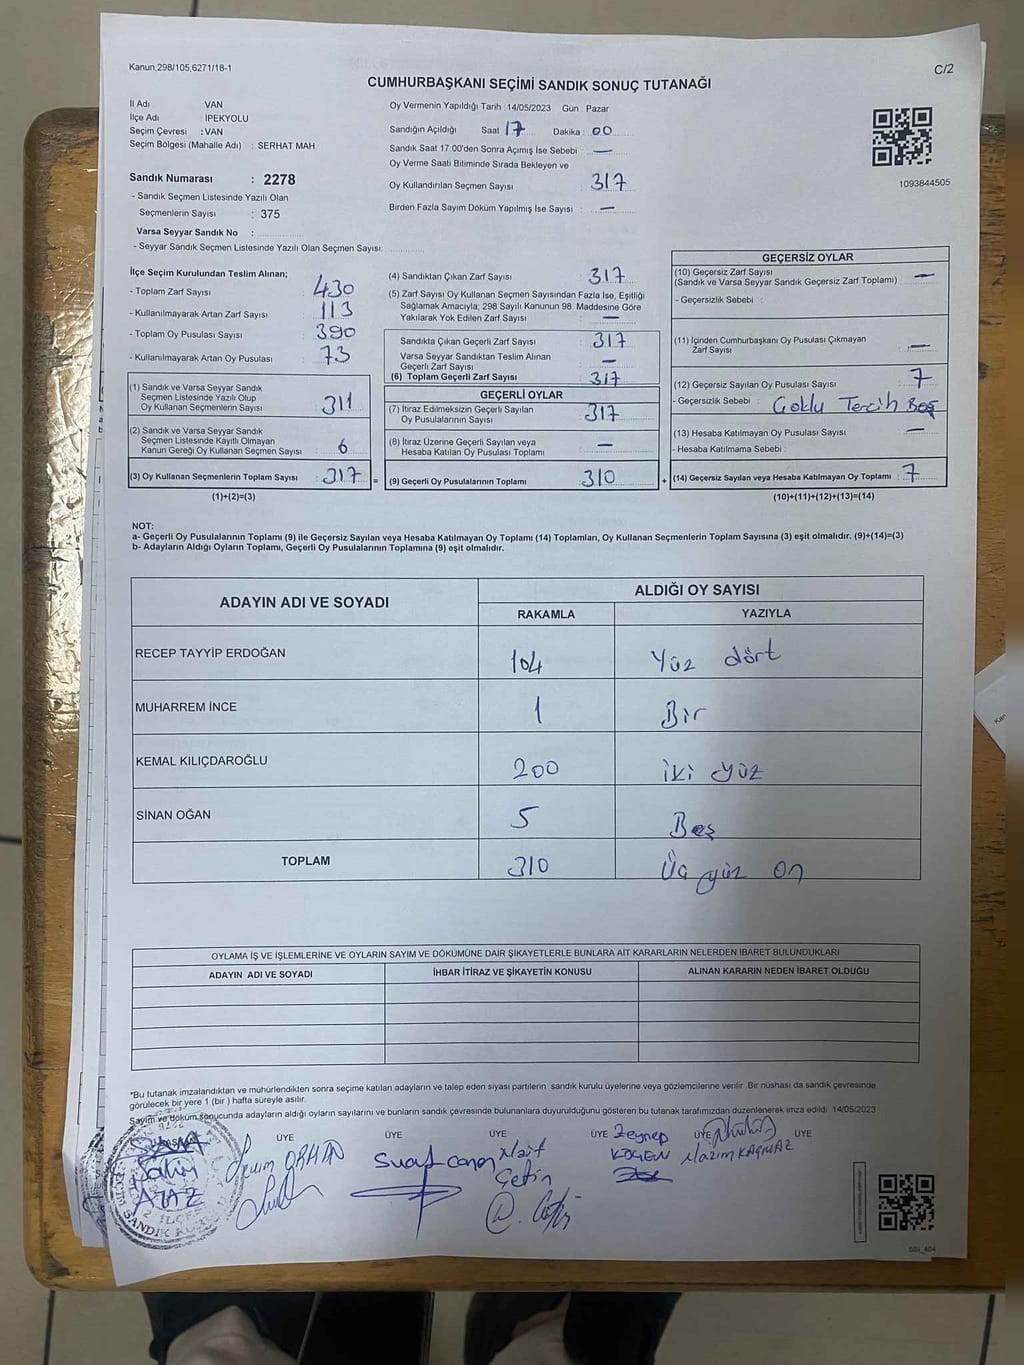 Kanun,298/105,6271/18-1
C/2
CUMHURBAŞKANI SEÇİMİ SANDIK SONUÇ TUTANAĞI
İl Adı VAN
İlçe Adı : İPEKYOLU
Seçim Çevresi : VAN
Seçim Bölgesi (Mahalle Adı) : SERHAT MAH
Sandık Numarası : 2278
- Sandık Seçmen Listesinde Yazılı Olan
Seçmenlerin Sayısı : 375
Varsa Seyyar Sandık No :
- Seyyar Sandık Seçmen Listesinde Yazılı Olan Seçmen Sayısı:
Oy Vermenin Yapıldığı Tarih : 14/05/2023 Gün : Pazar
Sandığın Açıldığı Saat 17 Dakika : 00
Sandık Saat 17:00'den Sonra Açımış İse Sebebi : —
Oy Verme Saati Bitiminde Sırada Bekleyen ve
Oy Kullandırılan Seçmen Sayısı : 317
Birden Fazla Sayım Döküm Yapılmış İse Sayısı : —
1093844505
İlçe Seçim Kurulundan Teslim Alınan;
- Toplam Zarf Sayısı : 430
- Kullanılmayarak Artan Zarf Sayısı : 113
- Toplam Oy Pusulası Sayısı : 390
- Kullanılmayarak Artan Oy Pusulası : 73
(1) Sandık ve Varsa Seyyar Sandık
Seçmen Listesinde Yazılı Olup
Oy Kullanan Seçmenlerin Sayısı : 311
(2) Sandık ve Varsa Seyyar Sandık
Seçmen Listesinde Kayıtlı Olmayan
Kanun Gereği Oy Kullanan Seçmen Sayısı : 6
(3) Oy Kullanan Seçmenlerin Toplam Sayısı : 317 =
(1)+(2)=(3)
(4) Sandıktan Çıkan Zarf Sayısı : 317
(5) Zarf Sayısı Oy Kullanan Seçmen Sayısından Fazla İse, Eşitliği
Sağlamak Amacıyla; 298 Sayılı Kanunun 98. Maddesine Göre
Yakılarak Yok Edilen Zarf Sayısı : —
Sandıkta Çıkan Geçerli Zarf Sayısı : 317
Varsa Seyyar Sandıktan Teslim Alınan
Geçerli Zarf Sayısı : —
(6) Toplam Geçerli Zarf Sayısı : 317
GEÇERLİ OYLAR
(7) İtiraz Edilmeksizin Geçerli Sayılan
Oy Pusulalarının Sayısı : 317
(8) İtiraz Üzerine Geçerli Sayılan veya
Hesaba Katılan Oy Pusulası Toplamı : —
(9) Geçerli Oy Pusulalarının Toplamı : 310 +
GEÇERSİZ OYLAR
(10) Geçersiz Zarf Sayısı
(Sandık ve Varsa Seyyar Sandık Geçersiz Zarf Toplamı) : —
- Geçersizlik Sebebi :
(11) İçinden Cumhurbaşkanı Oy Pusulası Çıkmayan
Zarf Sayısı : —
(12) Geçersiz Sayılan Oy Pusulası Sayısı : 7
- Geçersizlik Sebebi : Çoklu Tercih Boş
(13) Hesaba Katılmayan Oy Pusulası Sayısı : —
- Hesaba Katılmama Sebebi :
(14) Geçersiz Sayılan veya Hesaba Katılmayan Oy Toplamı : 7
(10)+(11)+(12)+(13)=(14)
NOT:
a- Geçerli Oy Pusulalarının Toplamı (9) ile Geçersiz Sayılan veya Hesaba Katılmayan Oy Toplamı (14) Toplamları, Oy Kullanan Seçmenlerin Toplam Sayısına (3) eşit olmalıdır. (9)+(14)=(3)
b- Adayların Aldığı Oyların Toplamı, Geçerli Oy Pusulalarının Toplamına (9) eşit olmalıdır.
ADAYIN ADI VE SOYADI
ALDIĞI OY SAYISI
RAKAMLA YAZIYLA
RECEP TAYYİP ERDOĞAN 104 Yüz dört
MUHARREM İNCE 1 Bir
KEMAL KILIÇDAROĞLU 200 iki yüz
SİNAN OĞAN 5 Beş
TOPLAM 310 Üç yüz on
OYLAMA İŞ VE İŞLEMLERİNE VE OYLARIN SAYIM VE DÖKÜMÜNE DAİR ŞİKAYETLERLE BUNLARA AİT KARARLARIN NELERDEN İBARET BULUNDUKLARI
ADAYIN ADI VE SOYADI İHBAR İTİRAZ VE ŞİKAYETİN KONUSU ALINAN KARARIN NEDEN İBARET OLDUĞU
*Bu tutanak imzalandıktan ve mühürlendikten sonra seçime katılan adayların ve talep eden siyasi partilerin sandık kurulu üyelerine veya gözlemcilerine verilir. Bir nüshası da sandık çevresinde
görülecek bir yere 1 (bir ) hafta süreyle asılır.
Sayım ve döküm sonucunda adayların aldığı oyların sayılarını ve bunların sandık çevresinde bulunanlara duyurulduğunu gösteren bu tutanak tarafımızdan düzenlenerek imza edildi. 14/05/2023
ÜYE ÜYE ÜYE ÜYE ÜYE ÜYE
ORHAN
Suat
Çetin
Zeynep
Nazım KAÇMAZ
SANDIK